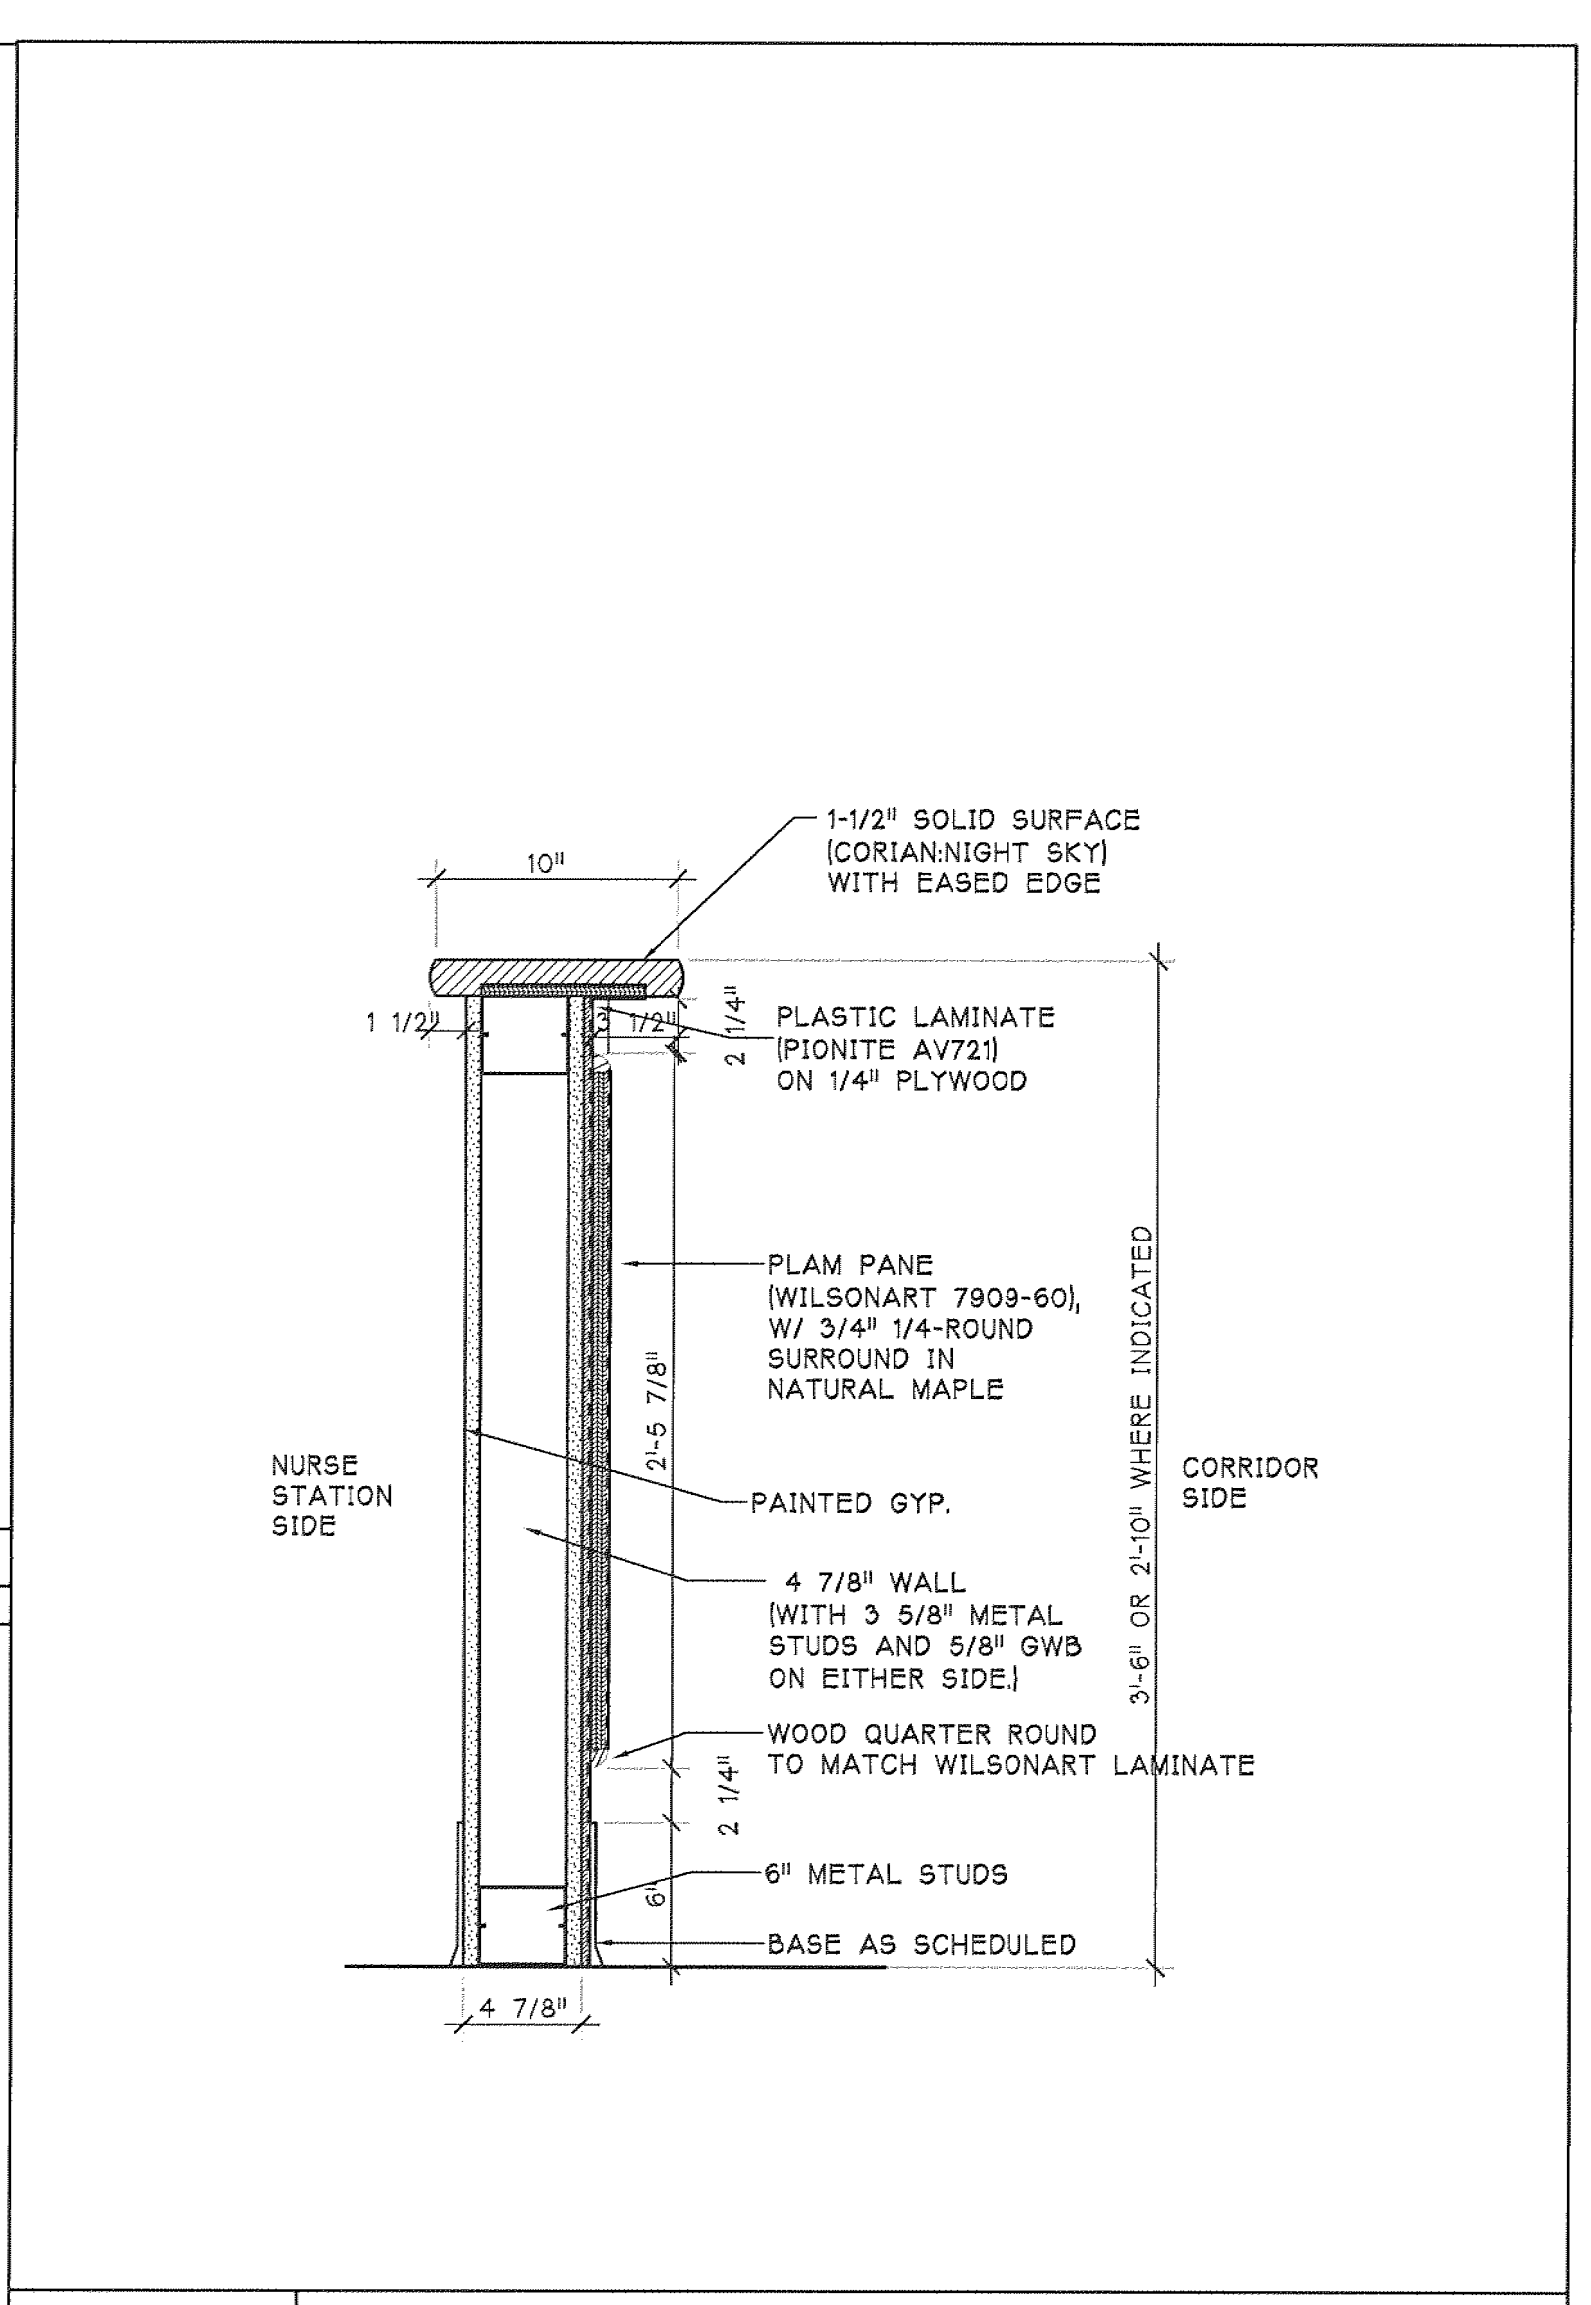 1-1/2" SOLID SURFACE
(CORIAN:NIGHT SKY)
WITH EASED EDGE
10"
1 1/2"
3 1/2"
2 1/4"
PLASTIC LAMINATE
(PIONITE AV721)
ON 1/4" PLYWOOD
PLAM PANE
(WILSONART 7909-60),
W/ 3/4" 1/4-ROUND
SURROUND IN
NATURAL MAPLE
2'-5 7/8"
3'-6" OR 2'-10" WHERE INDICATED
NURSE
STATION
SIDE
CORRIDOR
SIDE
PAINTED GYP.
4 7/8" WALL
(WITH 3 5/8" METAL
STUDS AND 5/8" GWB
ON EITHER SIDE.)
WOOD QUARTER ROUND
TO MATCH WILSONART LAMINATE
2 1/4"
6" METAL STUDS
6"
BASE AS SCHEDULED
4 7/8"